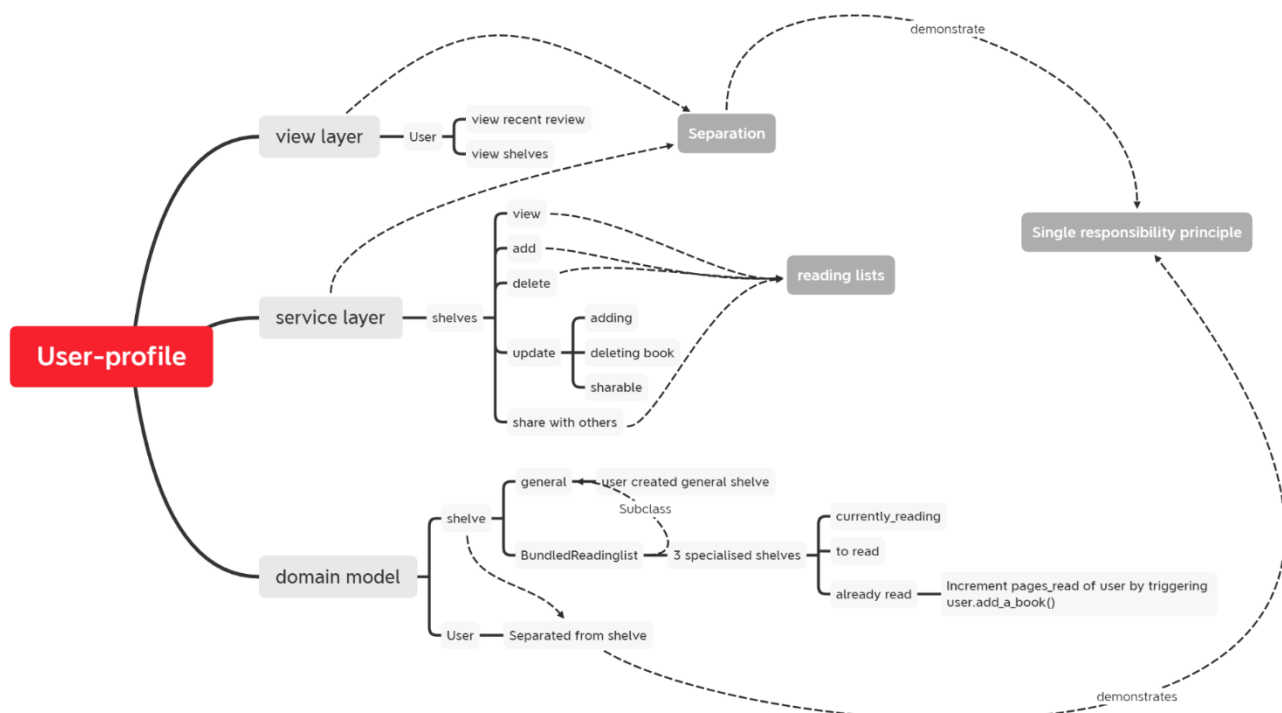 demonstrate
view layer
User
view recent review
view shelves
Separation
Single responsibility principle
service layer
shelves
view
add
delete
update
adding
deleting book
sharable
share with others
reading lists
User-profile
domain model
shelve
general
user created general shelve
Subclass
BundledReadinglist
3 specialised shelves
currently_reading
to read
already read
Increment pages_read of user by triggering
user.add_a_book()
User
Separated from shelve
demonstrates